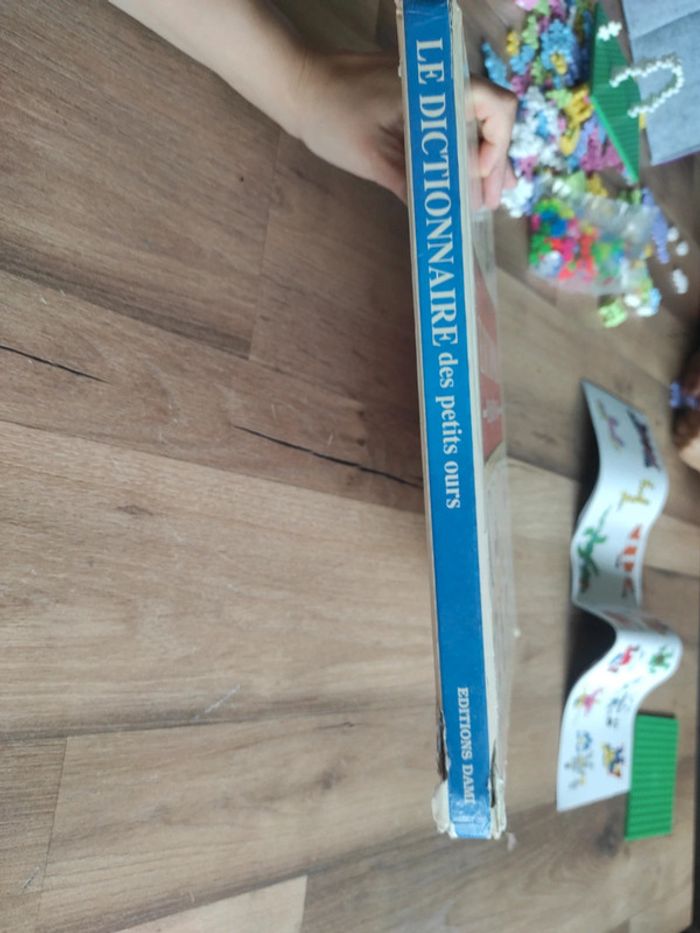 LE DICTIONNAIRE des petits ours
EDITIONS DAMI